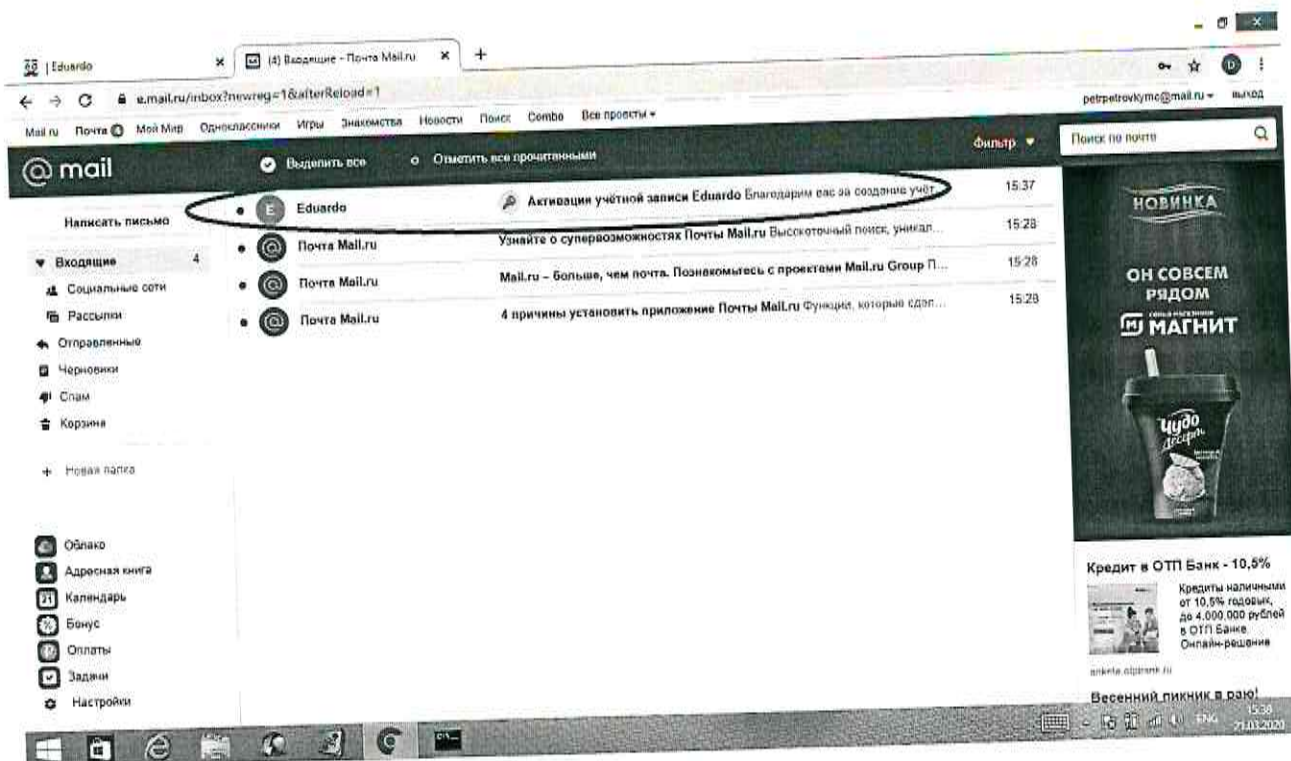 | Eduardo
(4) Входящие - Почта Mail.ru
e.mail.ru/inbox?newreg=1&afterReload=1
Mail.ru Почта Мой Мир Одноклассники Игры Знакомства Новости Поиск Combo Все проекты
petrpetrovkymc@mail.ru выход
@mail
Выделить все
Отметить все прочитанными
Фильтр
Поиск по почте
Написать письмо
Входящие 4
Социальные сети
Рассылки
Отправленные
Черновики
Спам
Корзина
Новая папка
Облако
Адресная книга
Календарь
Бонус
Оплаты
Задачи
Настройки
E Eduardo Активация учётной записи Eduardo Благодарим вас за создание учёт... 15:37
Почта Mail.ru Узнайте о супервозможностях Почты Mail.ru Высокоточный поиск, уникал... 15:28
Почта Mail.ru Mail.ru – больше, чем почта. Познакомьтесь с проектами Mail.ru Group П... 15:28
Почта Mail.ru 4 причины установить приложение Почты Mail.ru Функции, которые сдел... 15:28
НОВИНКА
ОН СОВСЕМ
РЯДОМ
МАГНИТ
Чудо
десерт
Кредит в ОТП Банк - 10,5%
Кредиты наличными
от 10,5% годовых,
до 4.000.000 рублей
в ОТП Банке.
Онлайн-решение
Весенний пикник в раю!
ENG
15:38
21.03.2020